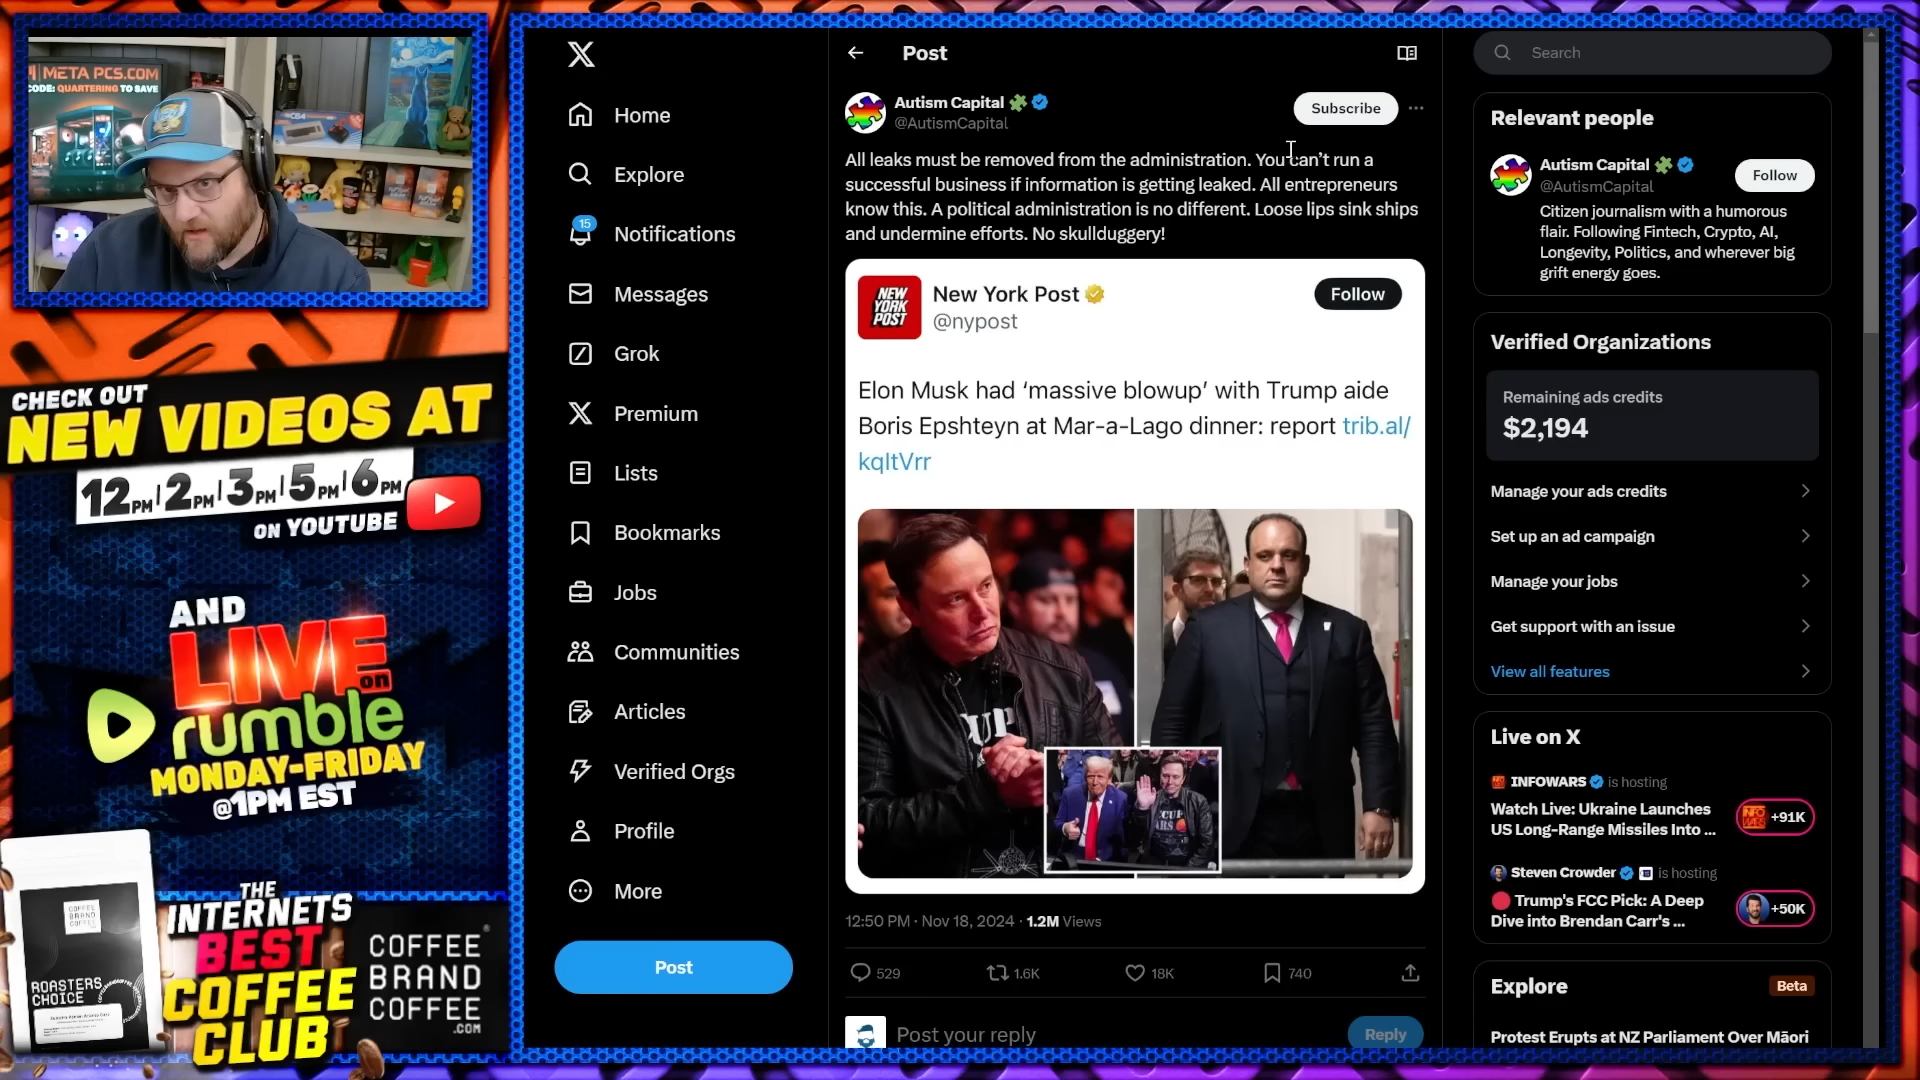 META PCS.COM
CODE: QUARTERING TO SAVE
CHECK OUT
NEW VIDEOS AT
12PM | 2PM | 3PM | 5PM | 6PM
ON YOUTUBE
AND
LIVE
on
rumble
MONDAY-FRIDAY
@1PM EST
COFFEE
BRAND
COFFEE
ROASTERS
CHOICE
THE
INTERNETS
BEST
COFFEE
CLUB
COFFEE
BRAND
COFFEE
.COM
Home
Explore
15
Notifications
Messages
Grok
Premium
Lists
Bookmarks
Jobs
Communities
Articles
Verified Orgs
Profile
More
Post
Post
Autism Capital
@AutismCapital
Subscribe
All leaks must be removed from the administration. You can't run a
successful business if information is getting leaked. All entrepreneurs
know this. A political administration is no different. Loose lips sink ships
and undermine efforts. No skullduggery!
NEW
YORK
POST
New York Post
@nypost
Follow
Elon Musk had ‘massive blowup’ with Trump aide
Boris Epshteyn at Mar-a-Lago dinner: report trib.al/
kqItVrr
12:50 PM · Nov 18, 2024 · 1.2M Views
529
1.6K
18K
740
Post your reply
Reply
Search
Relevant people
Autism Capital
@AutismCapital
Follow
Citizen journalism with a humorous
flair. Following Fintech, Crypto, AI,
Longevity, Politics, and wherever big
grift energy goes.
Verified Organizations
Remaining ads credits
$2,194
Manage your ads credits
Set up an ad campaign
Manage your jobs
Get support with an issue
View all features
Live on X
INFOWARS is hosting
Watch Live: Ukraine Launches
US Long-Range Missiles Into ...
+91K
Steven Crowder is hosting
Trump's FCC Pick: A Deep
Dive into Brendan Carr's ...
+50K
Explore
Beta
Protest Erupts at NZ Parliament Over Māori